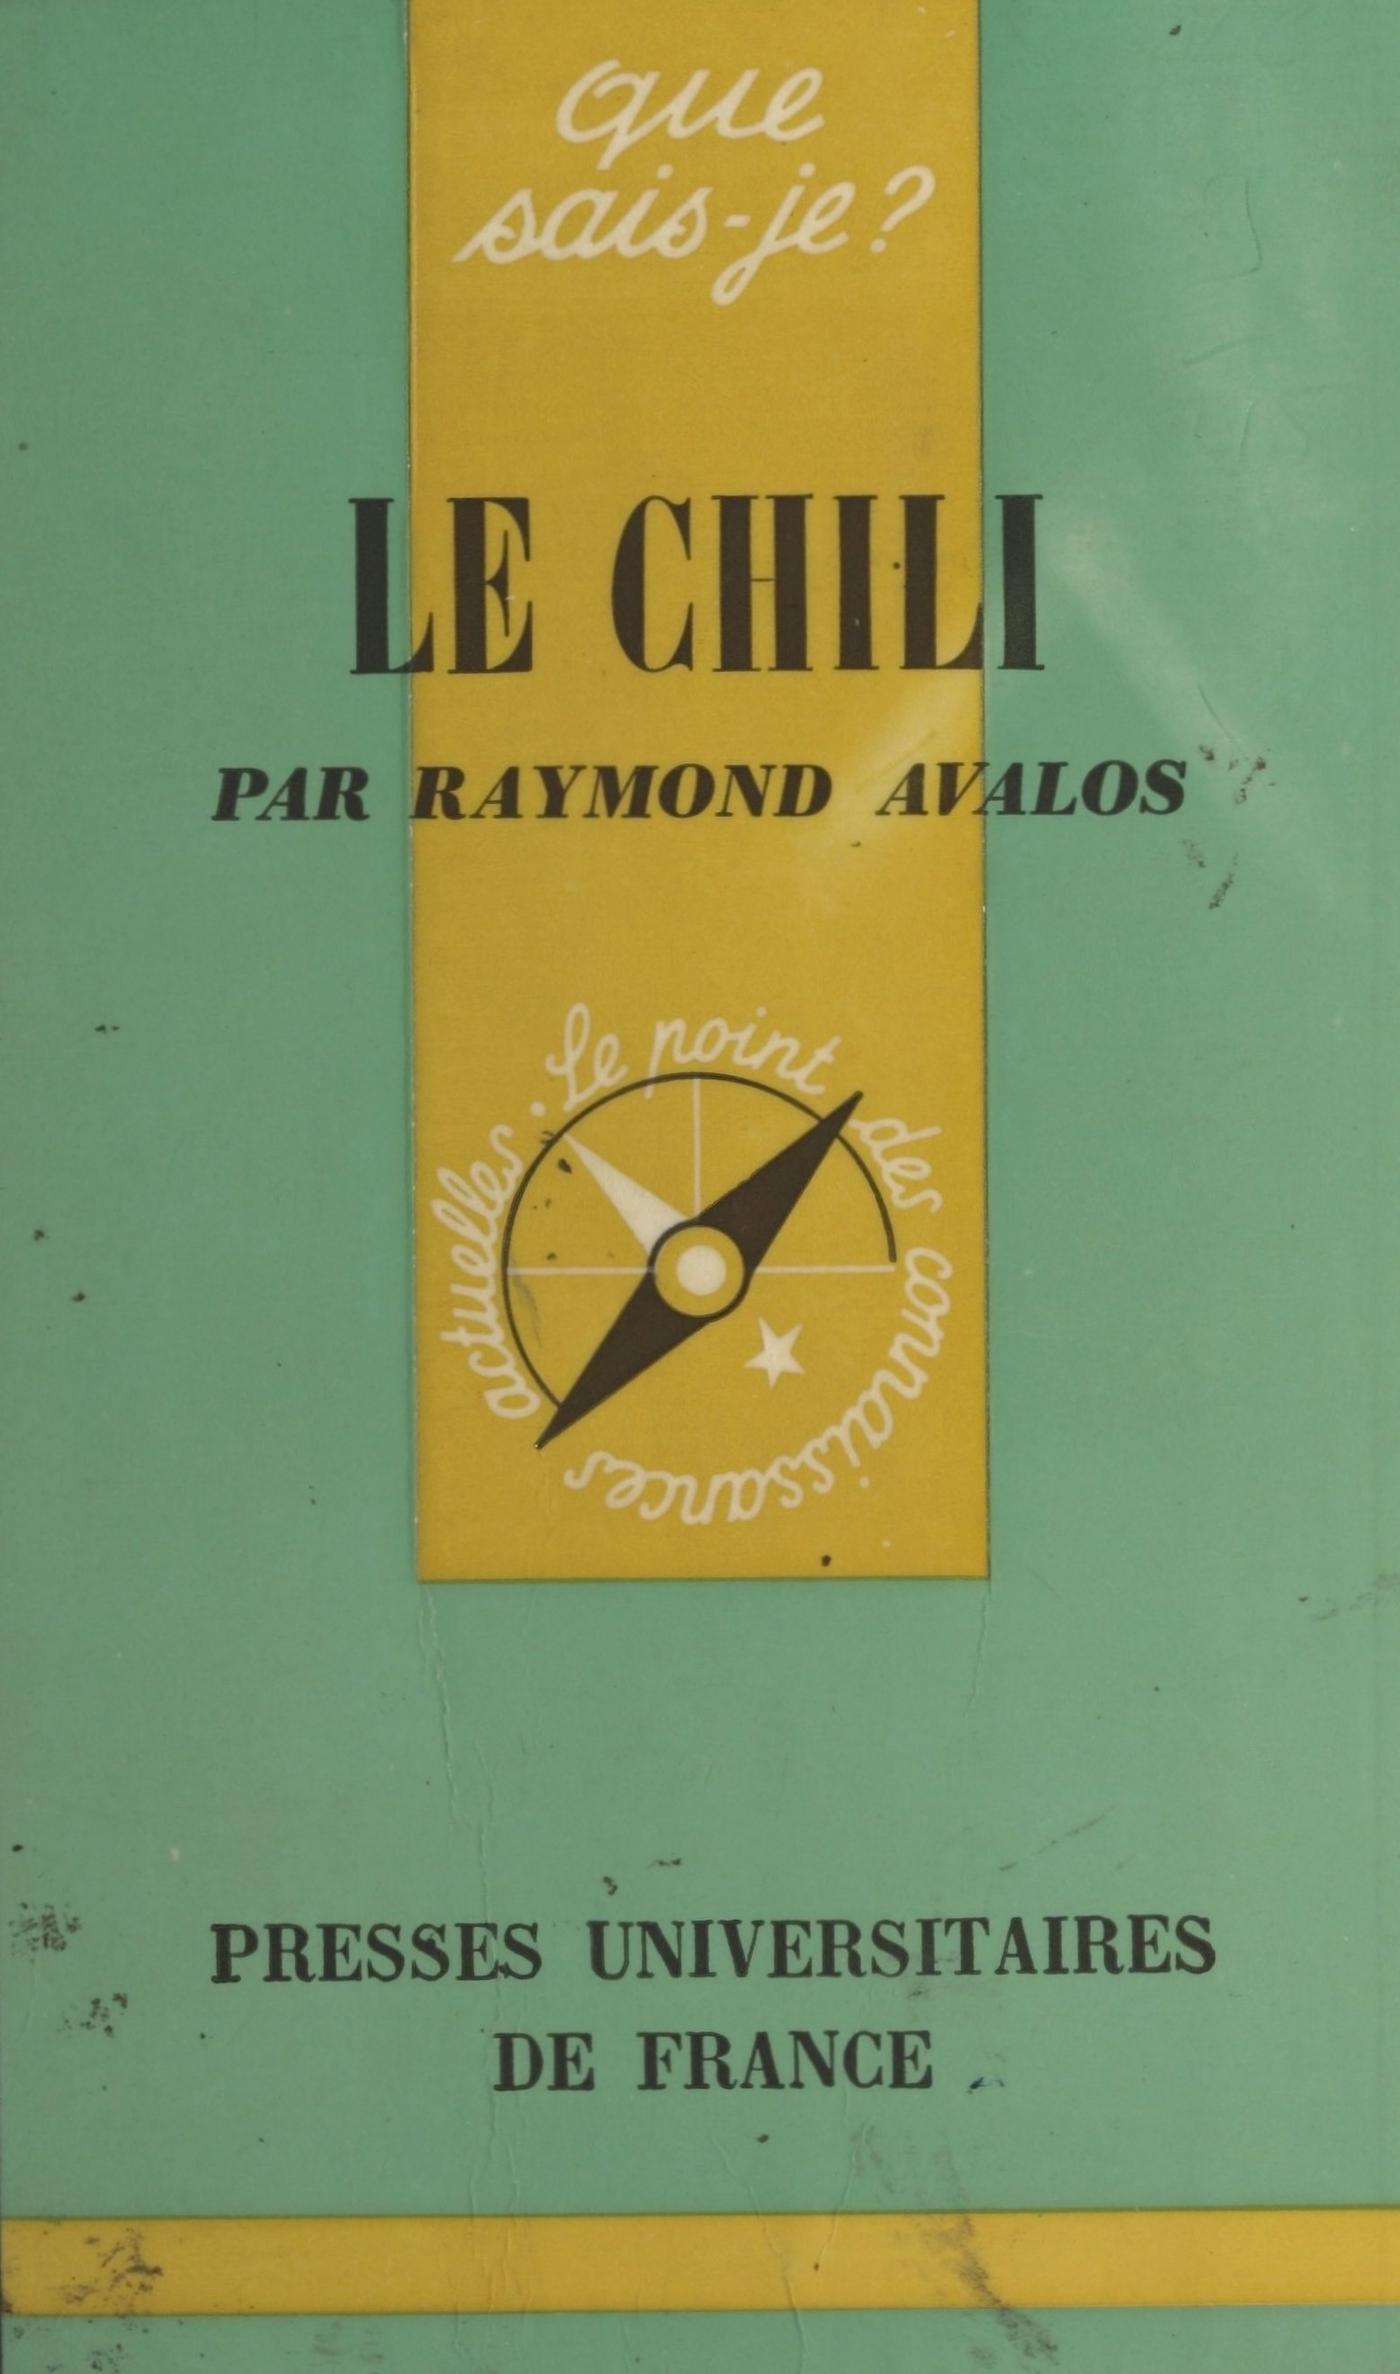 que
sais-je?
LE CHILI
PAR RAYMOND AVALOS
Le point des connaissances actuelles.
PRESSES UNIVERSITAIRES
DE FRANCE